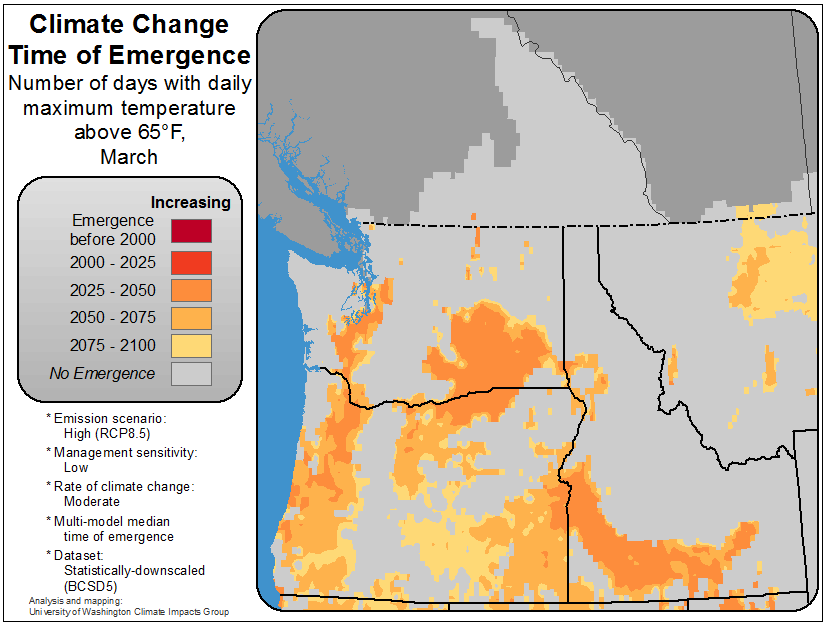 Climate Change
Time of Emergence
Number of days with daily
maximum temperature
above 65°F,
March
Increasing
Emergence
before 2000
2000 - 2025
2025 - 2050
2050 - 2075
2075 - 2100
No Emergence
* Emission scenario:
High (RCP8.5)
* Management sensitivity:
Low
* Rate of climate change:
Moderate
* Multi-model median
time of emergence
* Dataset:
Statistically-downscaled
(BCSD5)
Analysis and mapping:
University of Washington Climate Impacts Group